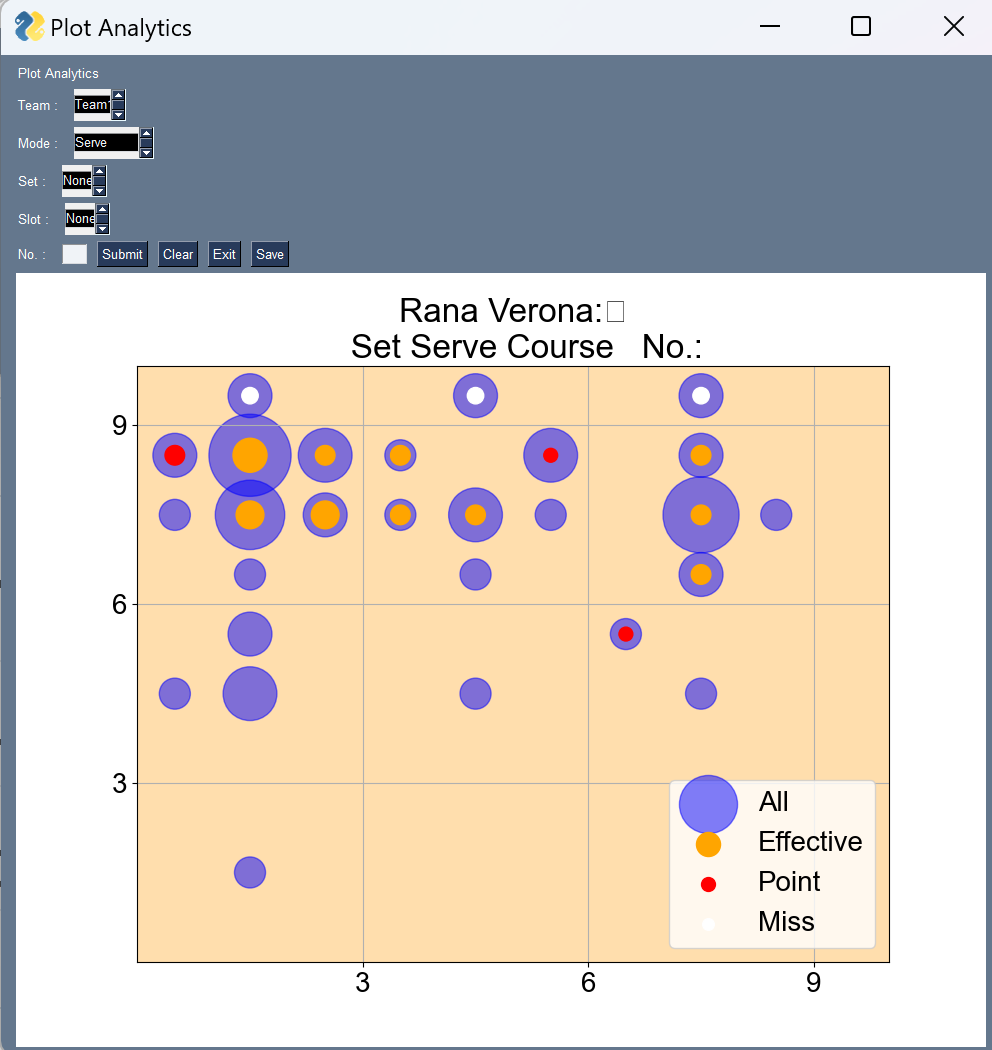 Plot Analytics
Plot Analytics
Team :
Mode : Serve
Set : None
Slot : None
No. : Submit Clear Exit Save
Rana Verona:
Set Serve Course No.:
9
6
3
3 6 9
All
Effective
Point
Miss